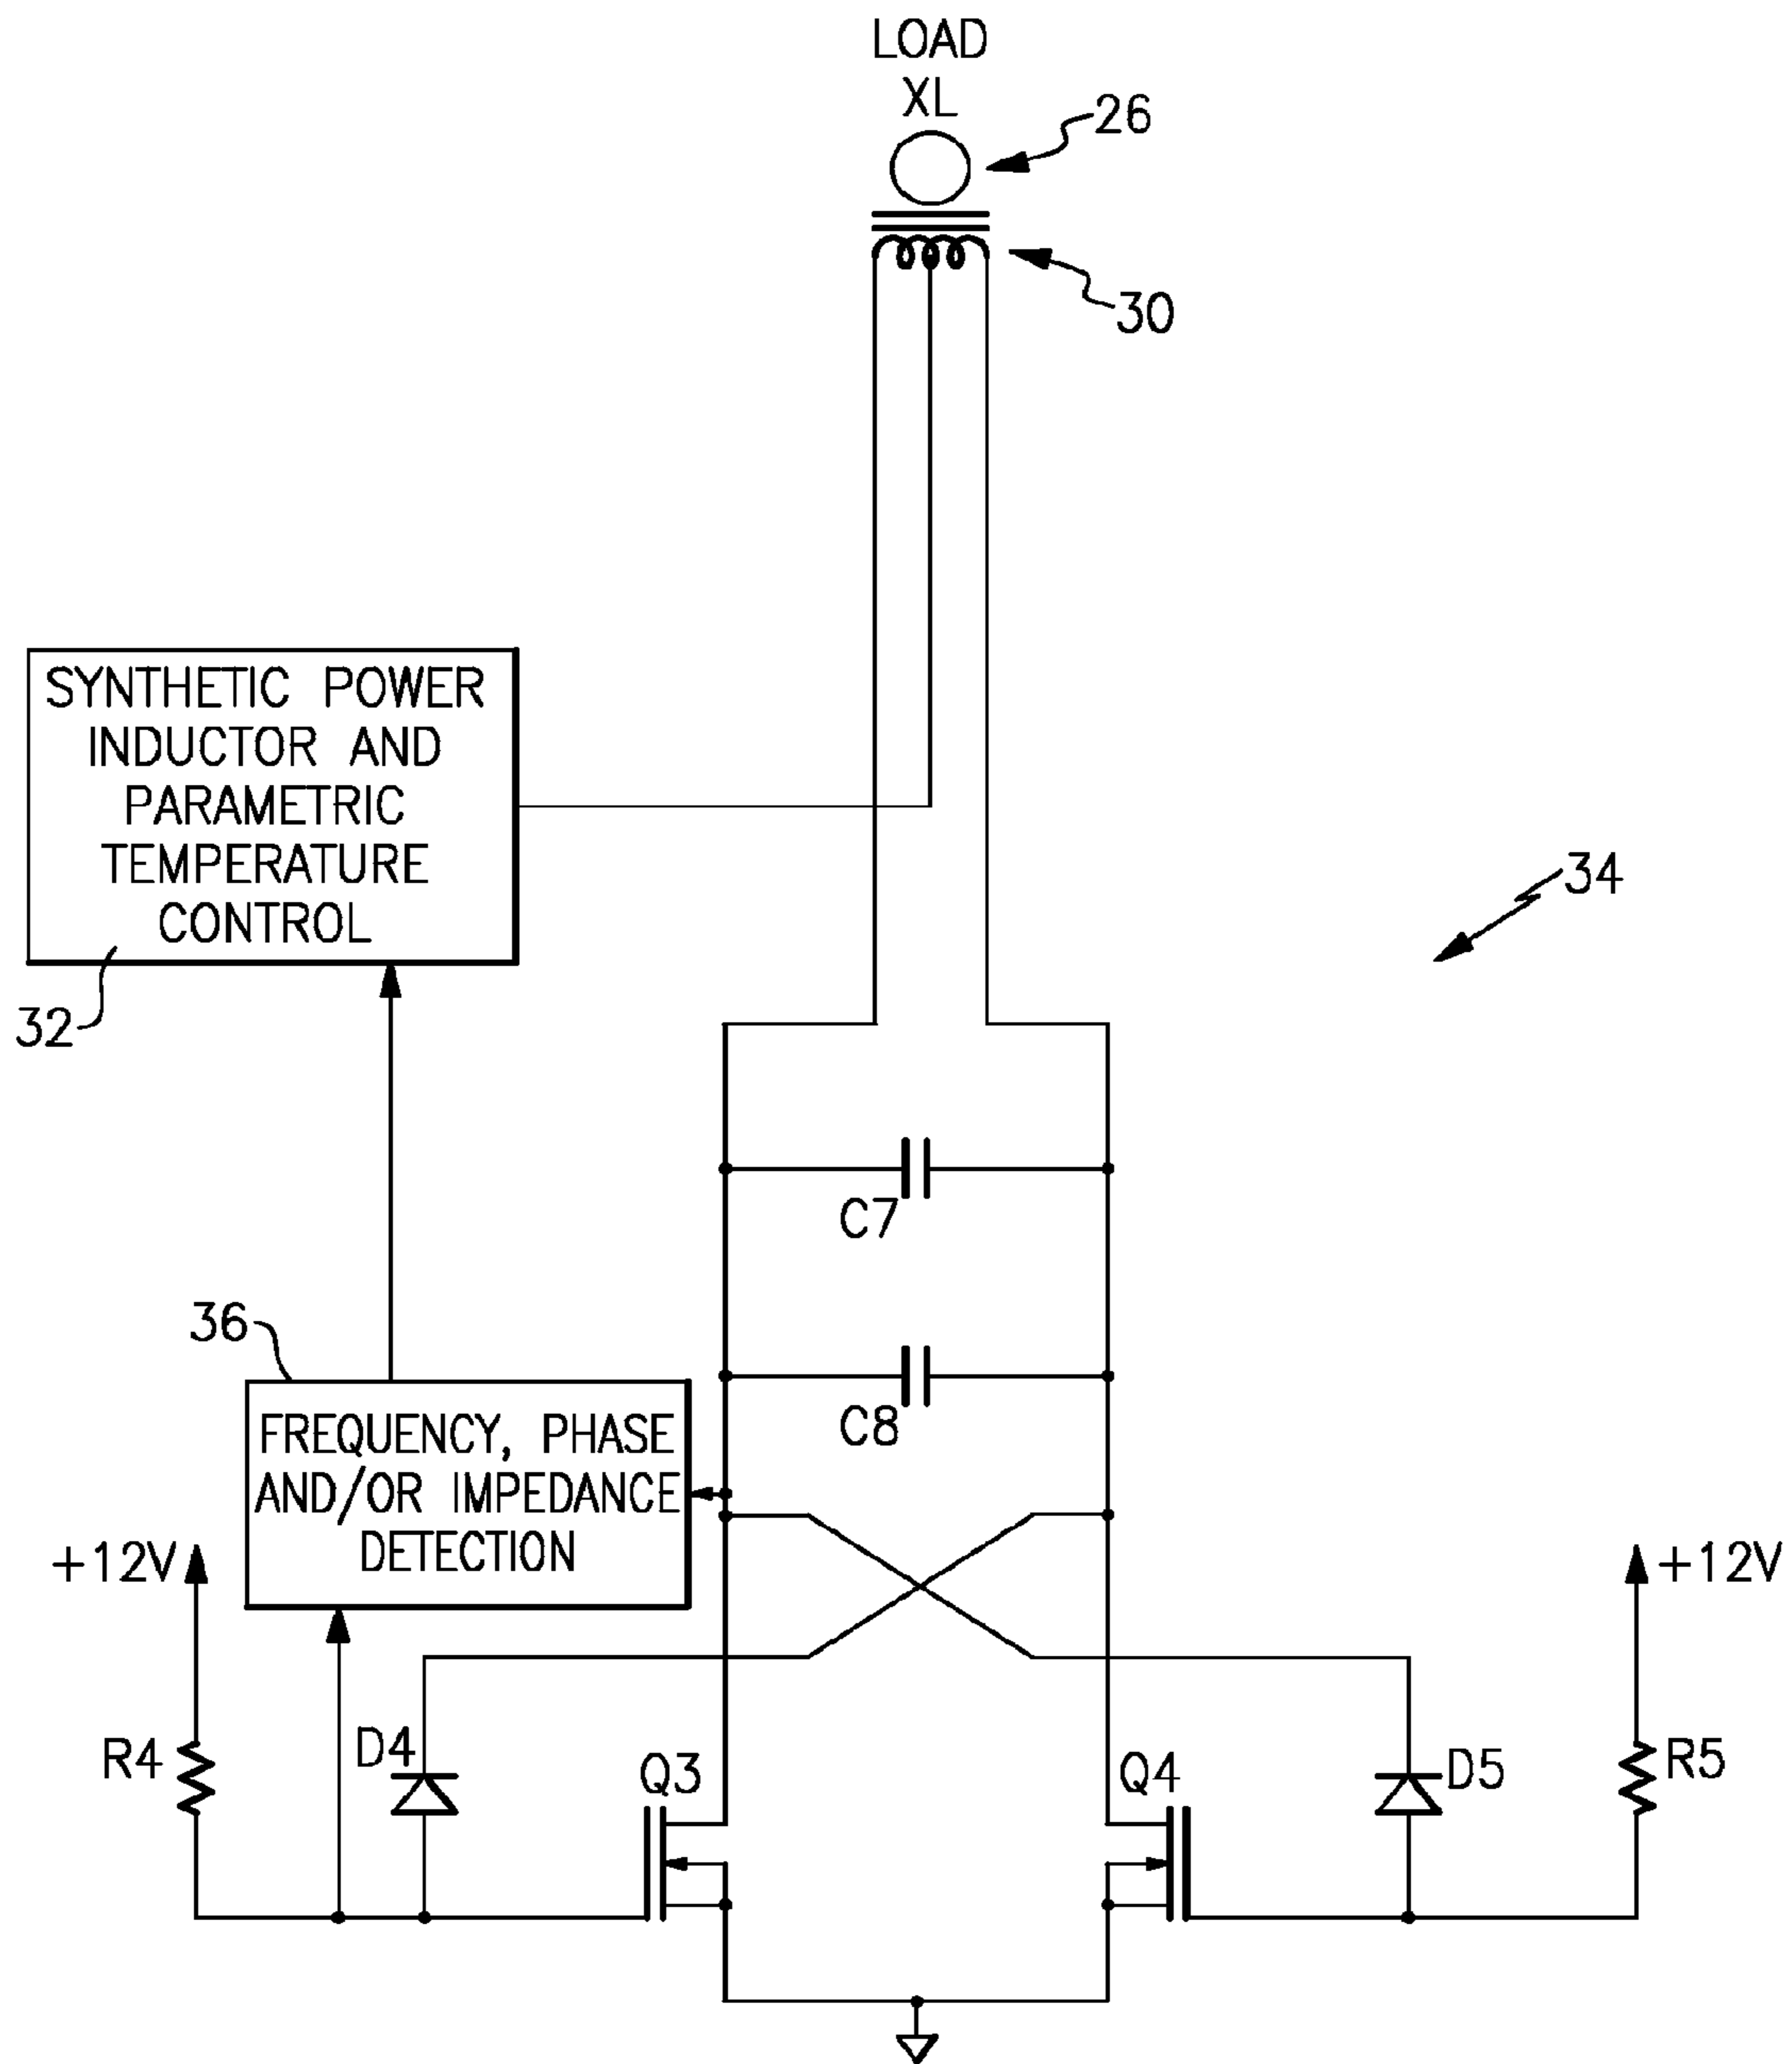 LOAD
XL
26
30
SYNTHETIC POWER
INDUCTOR AND
PARAMETRIC
TEMPERATURE
CONTROL
34
32
C7
36
C8
FREQUENCY, PHASE
AND/OR IMPEDANCE
DETECTION
+12V
+12V
R4
D4
Q3
Q4
D5
R5